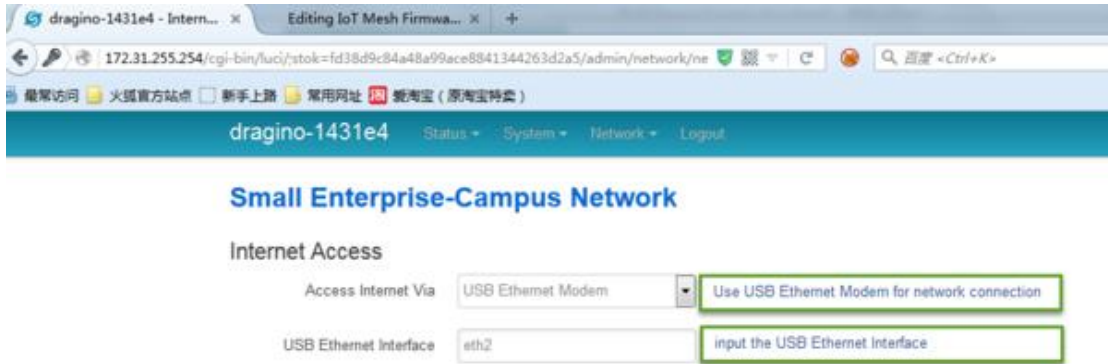 dragino-1431e4 - Intern... × Editing IoT Mesh Firmwa... × +
172.31.255.254/cgi-bin/luci/;stok=fd38d9c84a48a99ace8841344263d2a5/admin/network/ne 百度 <Ctrl+K>
最常访问 火狐官方站点 新手上路 常用网址 爱淘宝 ( 原淘宝特卖 )
dragino-1431e4 Status System Network Logout
Small Enterprise-Campus Network
Internet Access
Access Internet Via USB Ethernet Modem Use USB Ethernet Modem for network connection
USB Ethernet Interface eth2 input the USB Ethernet Interface